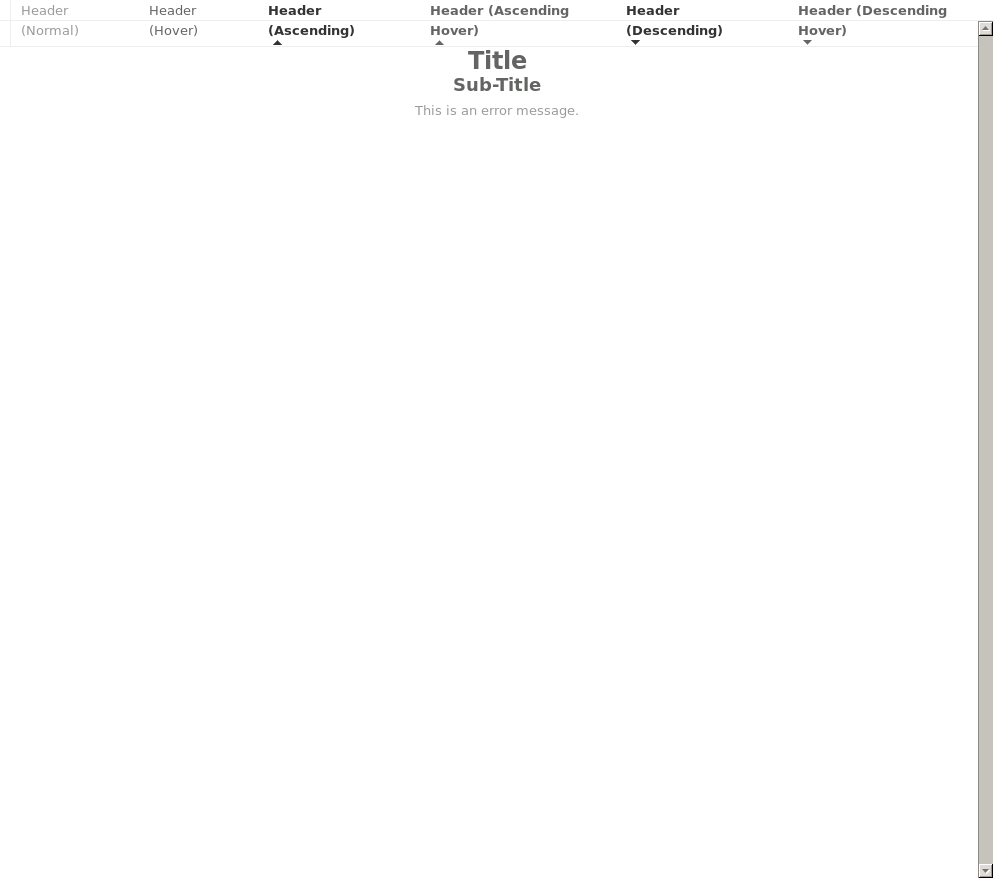 Header Header Header Header (Ascending Header Header (Descending
(Normal) (Hover) (Ascending) Hover) (Descending) Hover)
Title
Sub-Title
This is an error message.